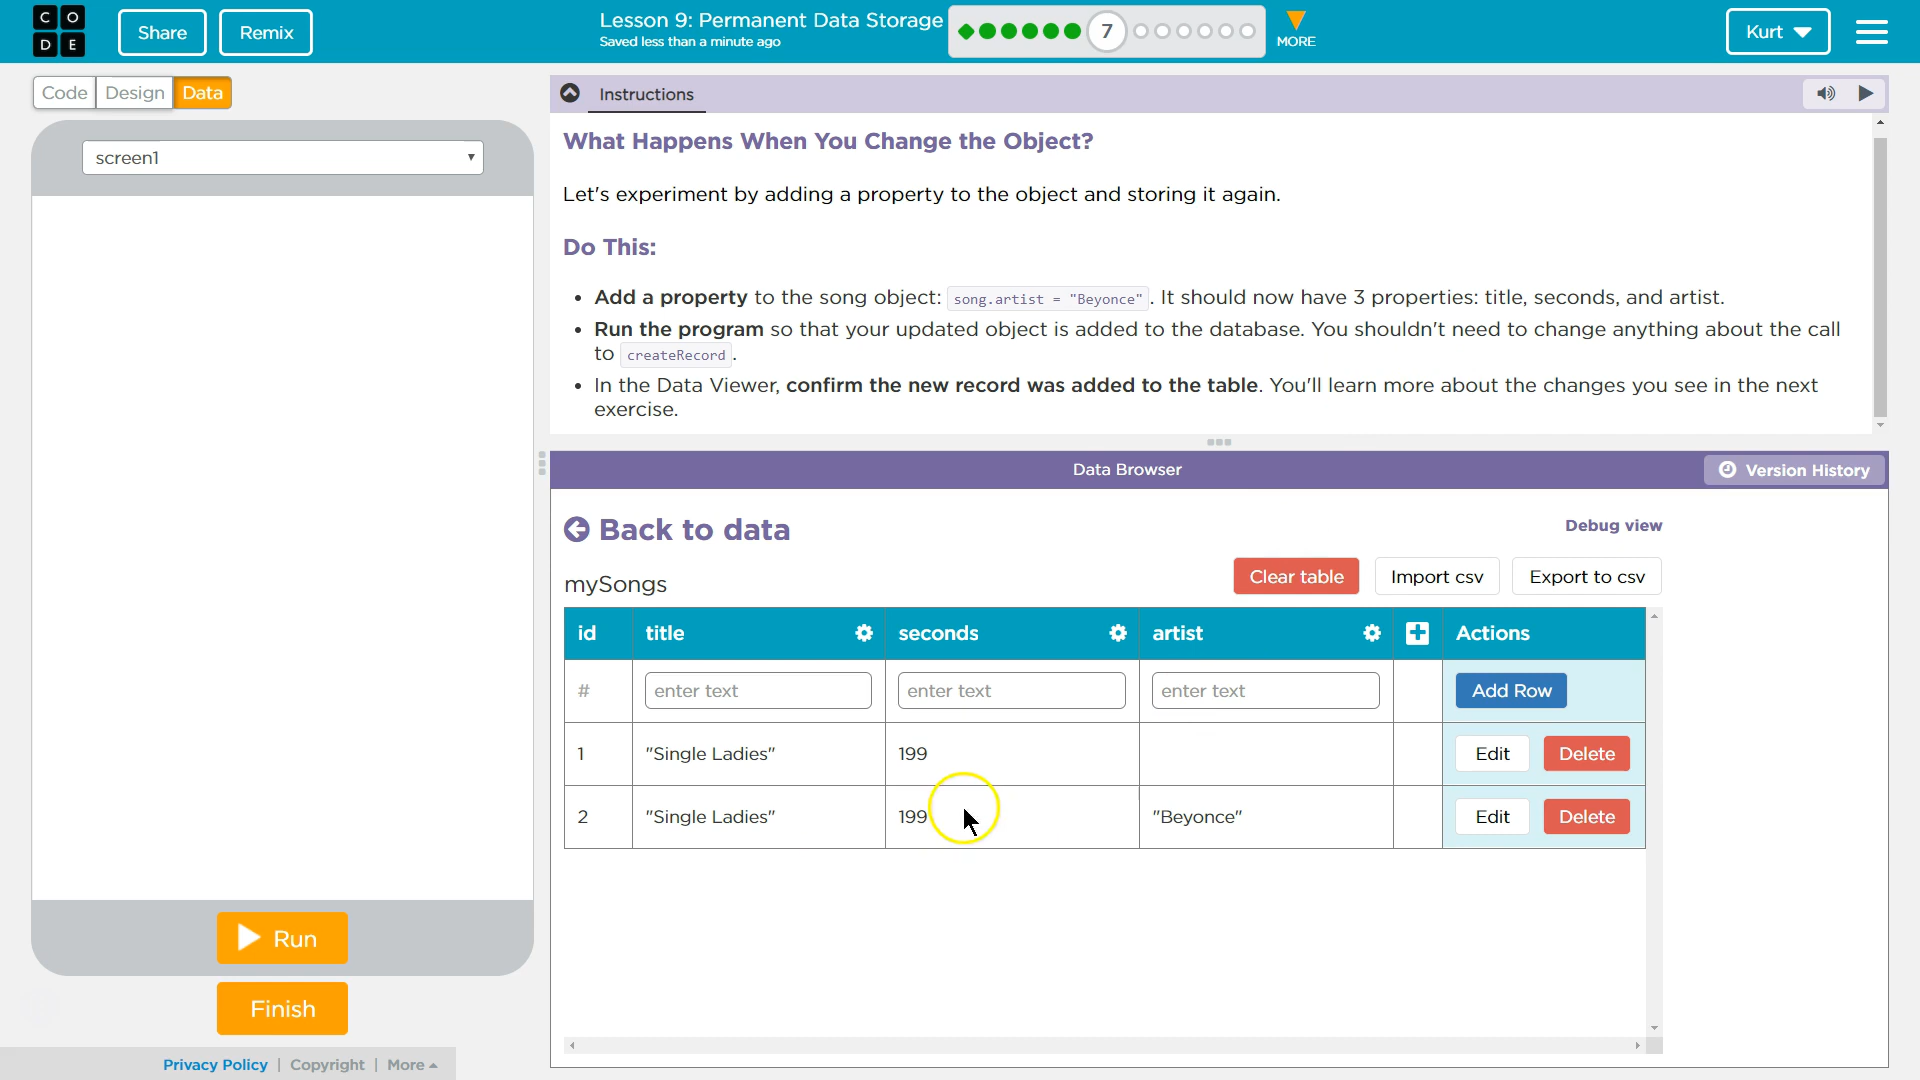 C O
D E
Share
Remix
Lesson 9: Permanent Data Storage
Saved less than a minute ago
7
MORE
Kurt
Code
Design
Data
screen1
Instructions
What Happens When You Change the Object?
Let's experiment by adding a property to the object and storing it again.
Do This:
• Add a property to the song object: song.artist = "Beyonce". It should now have 3 properties: title, seconds, and artist.
• Run the program so that your updated object is added to the database. You shouldn't need to change anything about the call
to createRecord.
• In the Data Viewer, confirm the new record was added to the table. You'll learn more about the changes you see in the next
exercise.
Data Browser
Version History
Back to data
Debug view
mySongs
Clear table
Import csv
Export to csv
id title seconds artist Actions
# enter text enter text enter text Add Row
1 "Single Ladies" 199 Edit Delete
2 "Single Ladies" 199 "Beyonce" Edit Delete
Run
Finish
Privacy Policy | Copyright | More